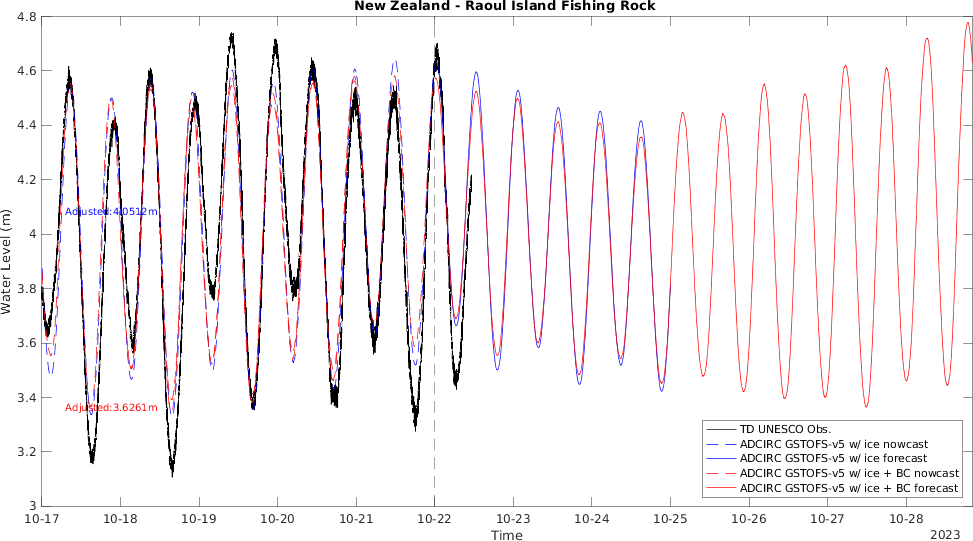 New Zealand - Raoul Island Fishing Rock
4.8
4.6
4.4
4.2
4
3.8
3.6
3.4
3.2
3
Water Level (m)
Adjusted:4.0512m
Adjusted:3.6261m
TD UNESCO Obs.
ADCIRC GSTOFS-v5 w/ ice nowcast
ADCIRC GSTOFS-v5 w/ ice forecast
ADCIRC GSTOFS-v5 w/ ice + BC nowcast
ADCIRC GSTOFS-v5 w/ ice + BC forecast
10-17 10-18 10-19 10-20 10-21 10-22 10-23 10-24 10-25 10-26 10-27 10-28
Time
2023